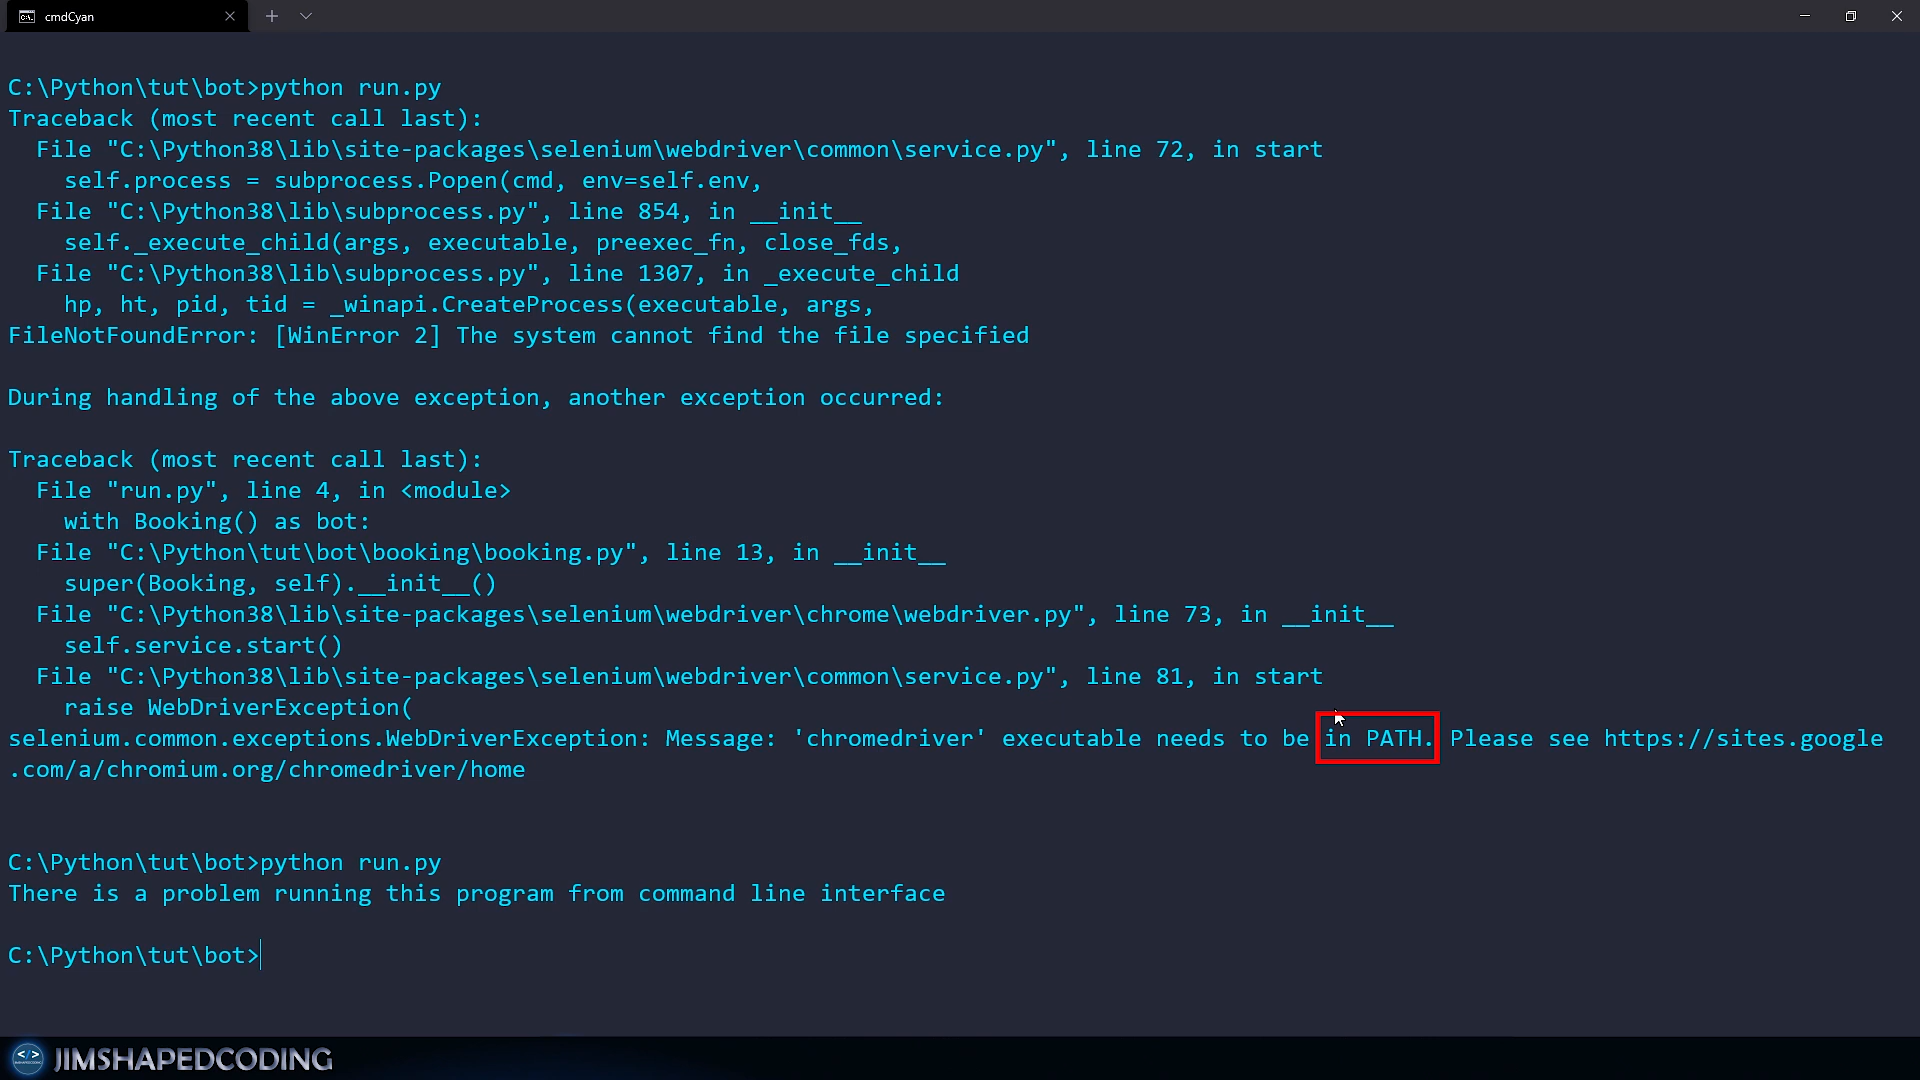 cmdCyan
C:\Python\tut\bot>python run.py
Traceback (most recent call last):
  File "C:\Python38\lib\site-packages\selenium\webdriver\common\service.py", line 72, in start
    self.process = subprocess.Popen(cmd, env=self.env,
  File "C:\Python38\lib\subprocess.py", line 854, in __init__
    self._execute_child(args, executable, preexec_fn, close_fds,
  File "C:\Python38\lib\subprocess.py", line 1307, in _execute_child
    hp, ht, pid, tid = _winapi.CreateProcess(executable, args,
FileNotFoundError: [WinError 2] The system cannot find the file specified
During handling of the above exception, another exception occurred:
Traceback (most recent call last):
  File "run.py", line 4, in <module>
    with Booking() as bot:
  File "C:\Python\tut\bot\booking\booking.py", line 13, in __init__
    super(Booking, self).__init__()
  File "C:\Python38\lib\site-packages\selenium\webdriver\chrome\webdriver.py", line 73, in __init__
    self.service.start()
  File "C:\Python38\lib\site-packages\selenium\webdriver\common\service.py", line 81, in start
    raise WebDriverException(
selenium.common.exceptions.WebDriverException: Message: 'chromedriver' executable needs to be in PATH. Please see https://sites.google
.com/a/chromium.org/chromedriver/home
C:\Python\tut\bot>python run.py
There is a problem running this program from command line interface
C:\Python\tut\bot>
JIMSHAPEDCODING